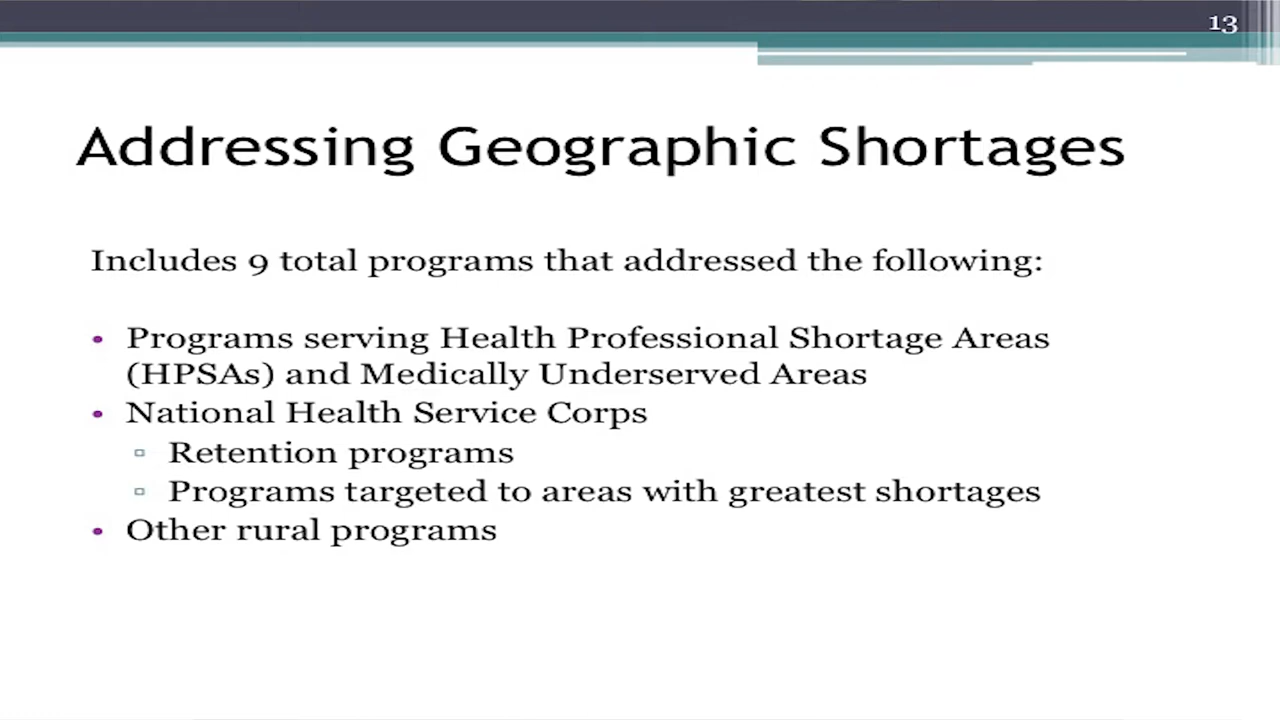 13
Addressing Geographic Shortages
Includes 9 total programs that addressed the following:
• Programs serving Health Professional Shortage Areas
(HPSAs) and Medically Underserved Areas
• National Health Service Corps
▫ Retention programs
▫ Programs targeted to areas with greatest shortages
• Other rural programs